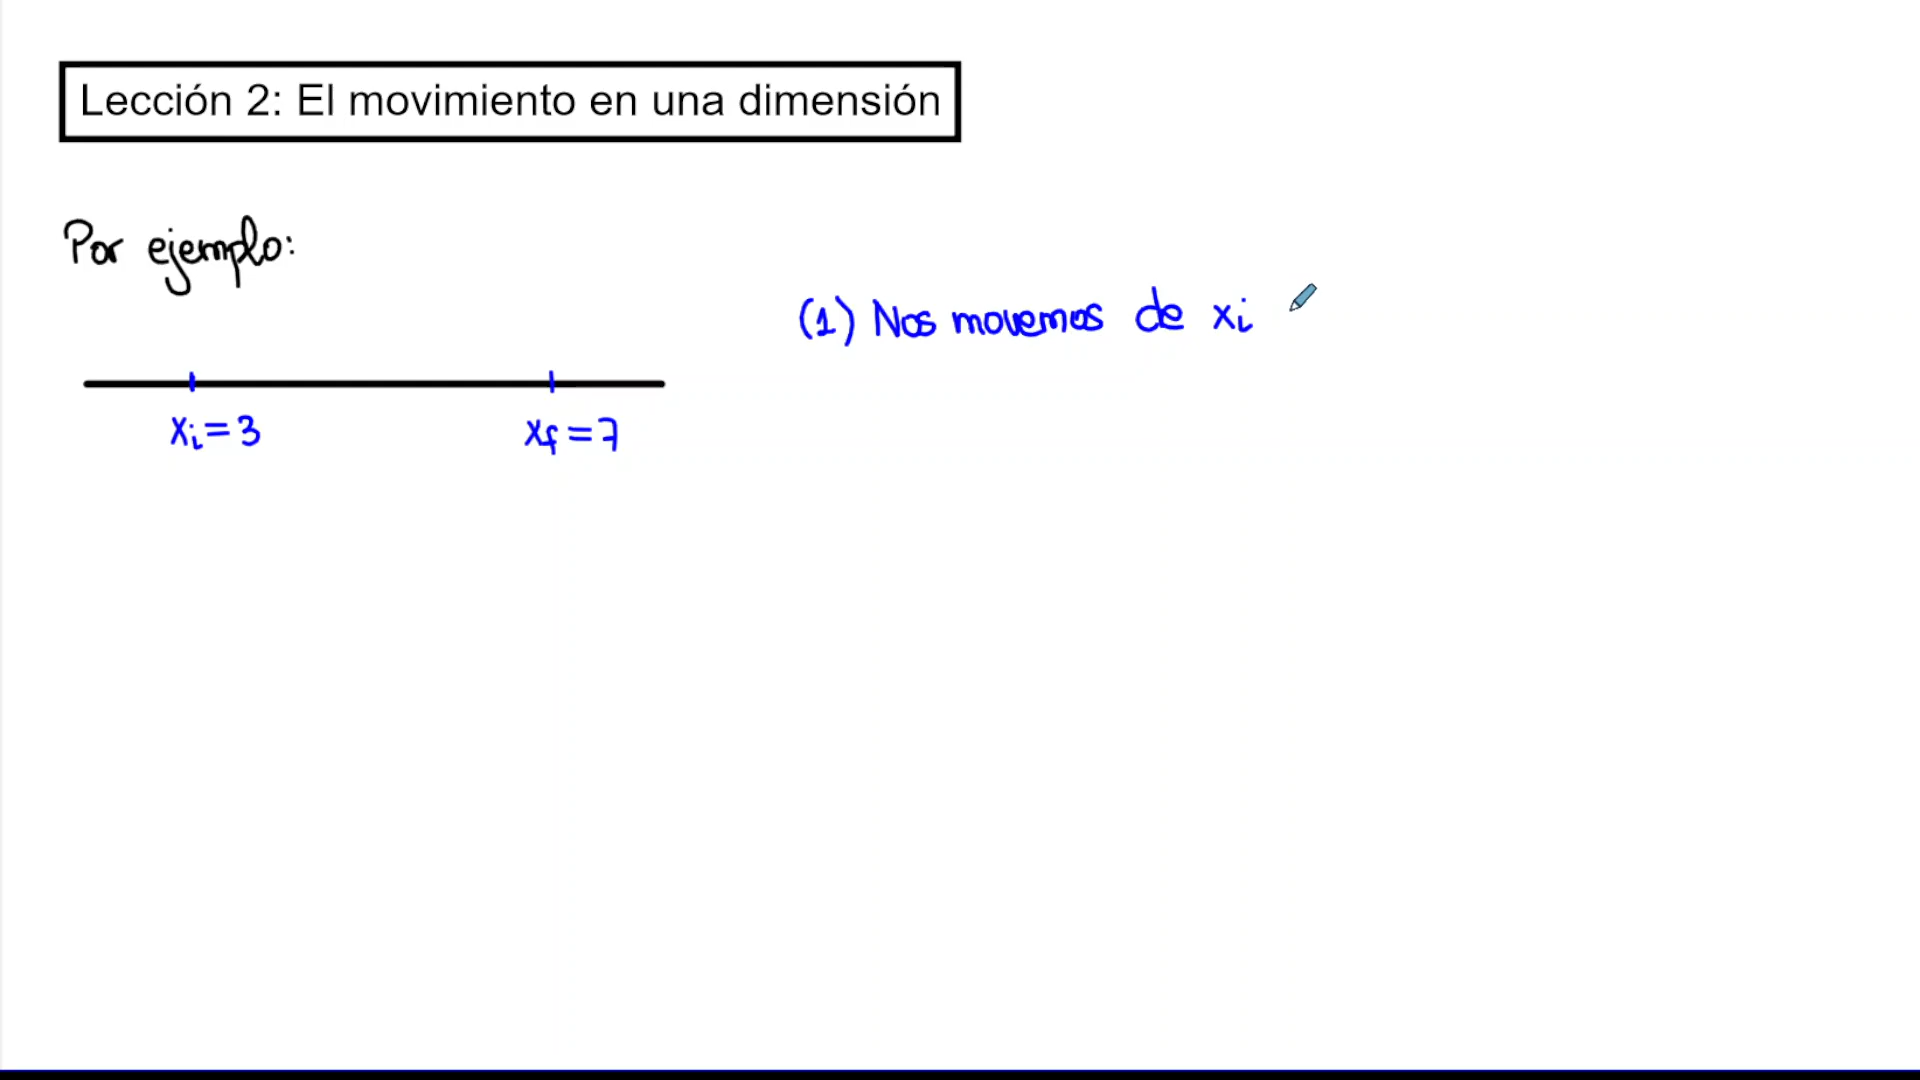 Lección 2: El movimiento en una dimensión
Por ejemplo:
(1) Nos movemos de xi
xi = 3
xf = 7